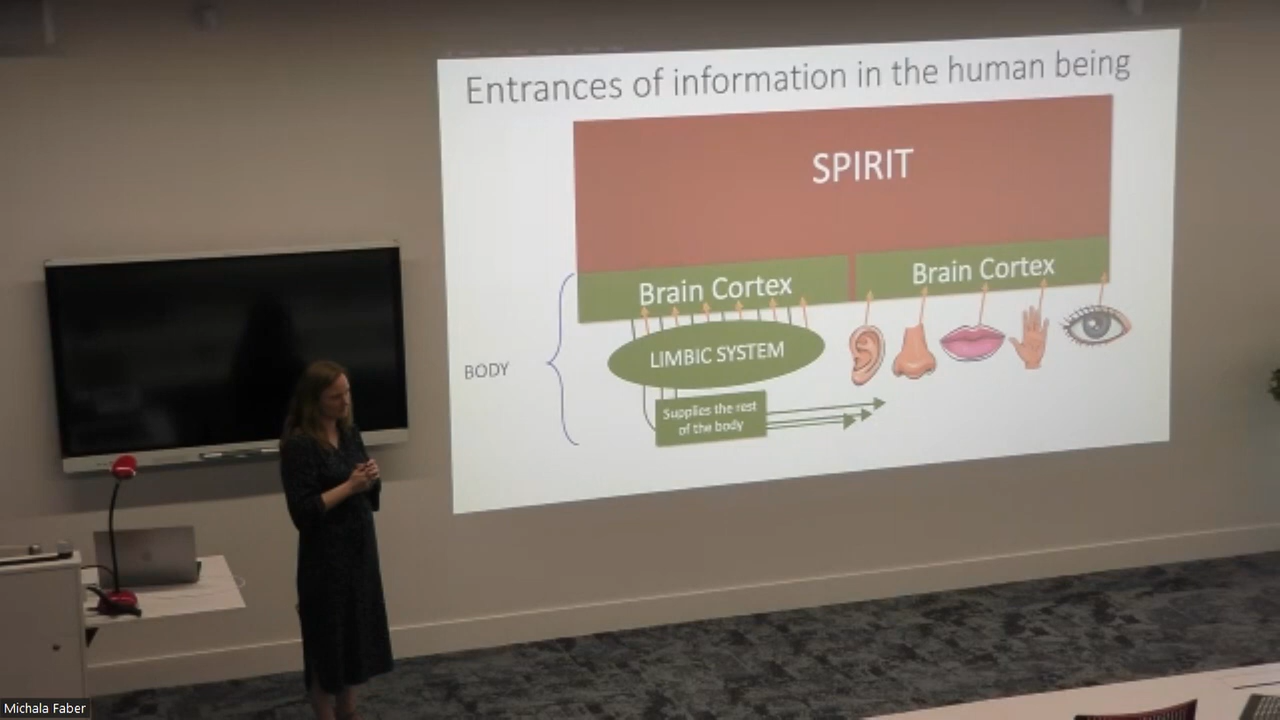 Entrances of information in the human being
SPIRIT
Brain Cortex
Brain Cortex
LIMBIC SYSTEM
BODY
Supplies the rest
of the body
Michala Faber